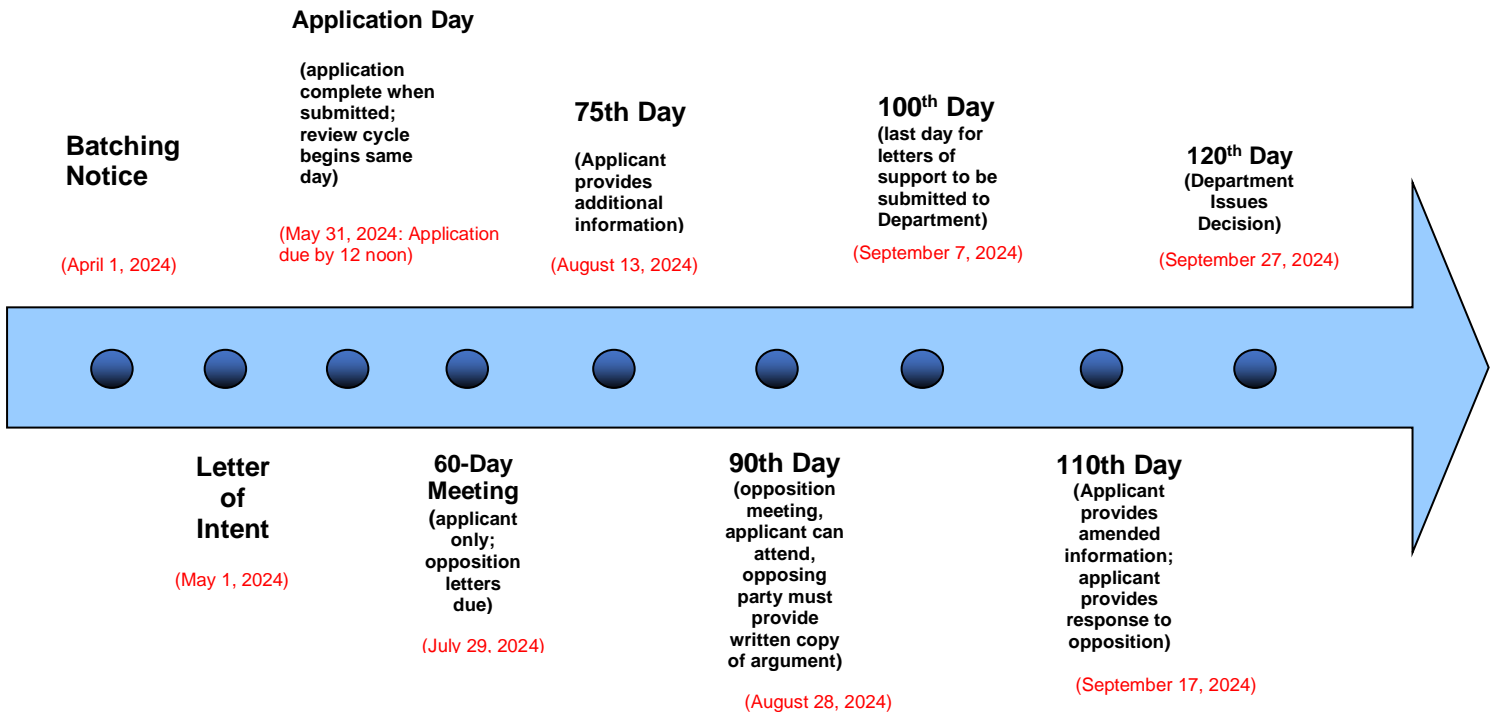 Application Day
(application
complete when
submitted;
review cycle
begins same
day)
(May 31, 2024: Application
due by 12 noon)
Batching
Notice
(April 1, 2024)
75th Day
(Applicant
provides
additional
information)
(August 13, 2024)
100th Day
(last day for
letters of
support to be
submitted to
Department)
(September 7, 2024)
120th Day
(Department
Issues
Decision)
(September 27, 2024)
Letter
of
Intent
(May 1, 2024)
60-Day
Meeting
(applicant
only;
opposition
letters
due)
(July 29, 2024)
90th Day
(opposition
meeting,
applicant can
attend,
opposing
party must
provide
written copy
of argument)
(August 28, 2024)
110th Day
(Applicant
provides
amended
information;
applicant
provides
response to
opposition)
(September 17, 2024)